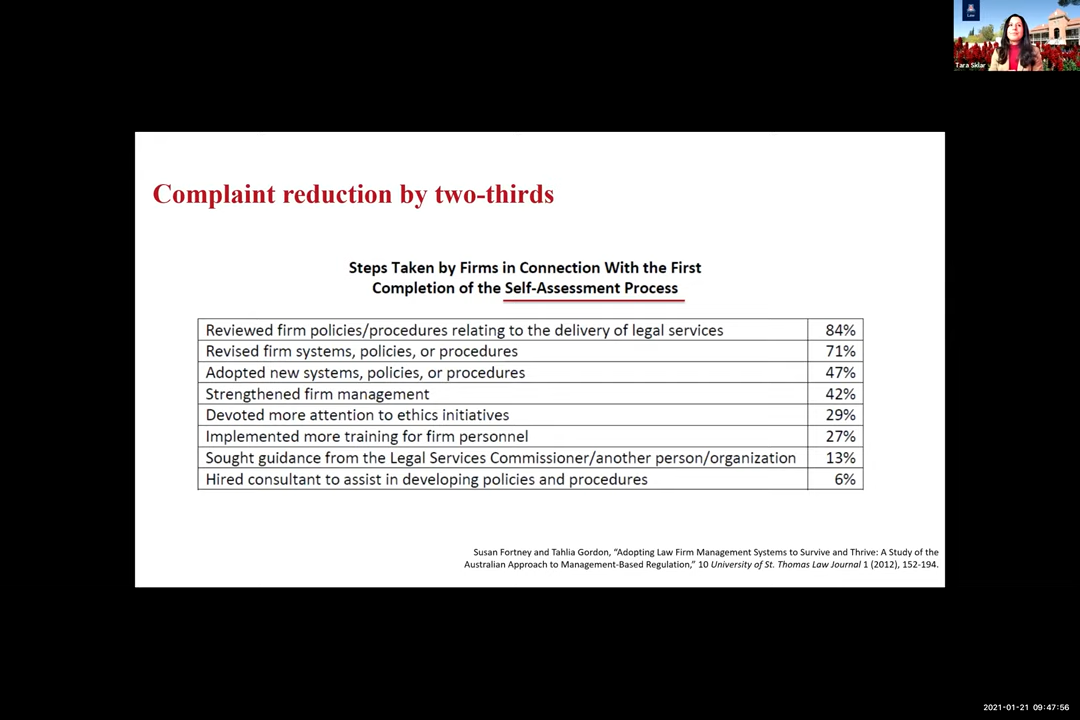 Law
Tara Sklar
Complaint reduction by two-thirds
Steps Taken by Firms in Connection With the First
Completion of the Self-Assessment Process
Reviewed firm policies/procedures relating to the delivery of legal services 84%
Revised firm systems, policies, or procedures 71%
Adopted new systems, policies, or procedures 47%
Strengthened firm management 42%
Devoted more attention to ethics initiatives 29%
Implemented more training for firm personnel 27%
Sought guidance from the Legal Services Commissioner/another person/organization 13%
Hired consultant to assist in developing policies and procedures 6%
Susan Fortney and Tahlia Gordon, “Adopting Law Firm Management Systems to Survive and Thrive: A Study of the
Australian Approach to Management-Based Regulation,” 10 University of St. Thomas Law Journal 1 (2012), 152-194.
2021-01-21 09:47:56